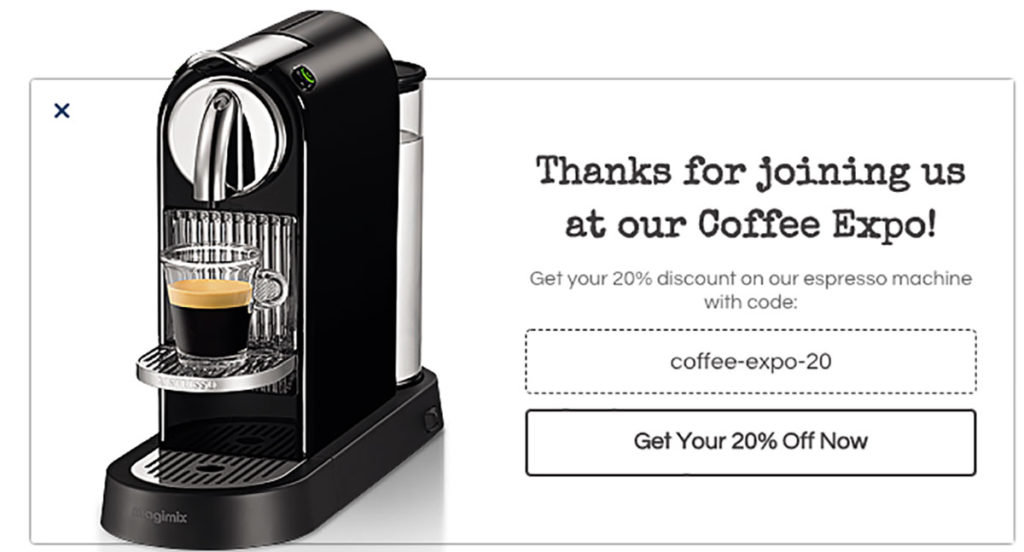 Thanks for joining us
at our Coffee Expo!
Get your 20% discount on our espresso machine
with code:
coffee-expo-20
Get Your 20% Off Now
magimix